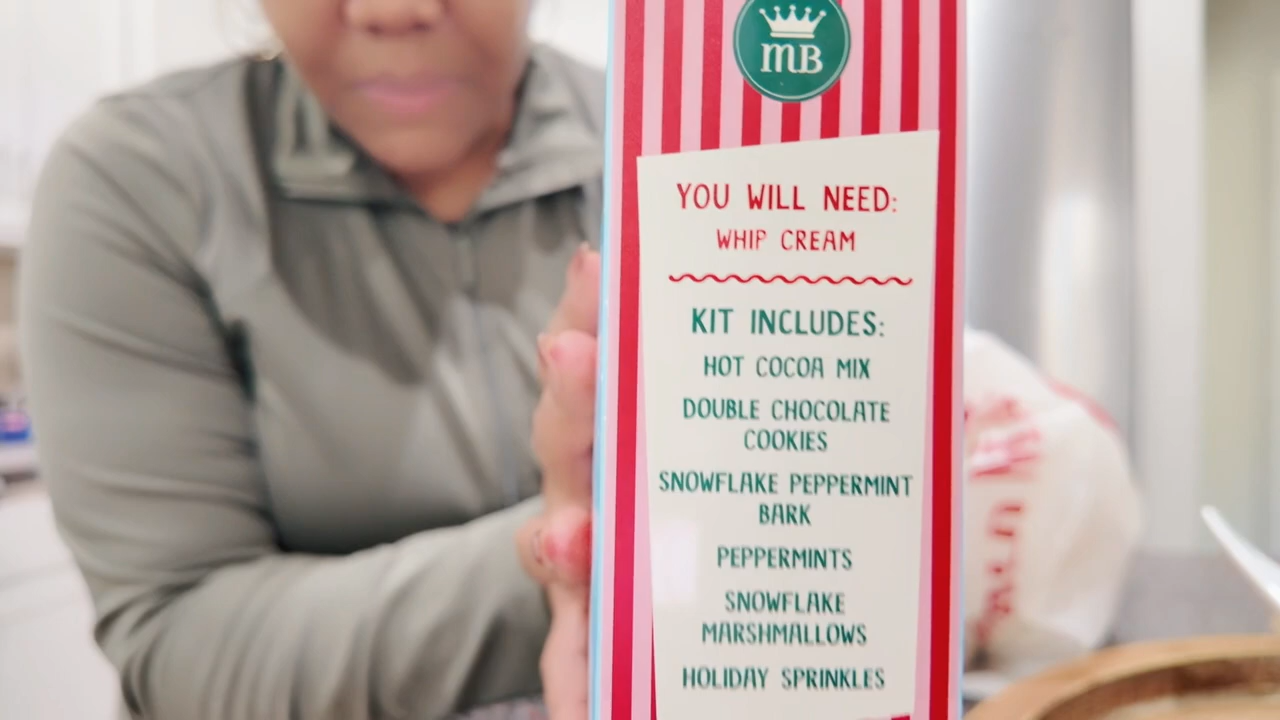 MB
YOU WILL NEED:
WHIP CREAM
KIT INCLUDES:
HOT COCOA MIX
DOUBLE CHOCOLATE
COOKIES
SNOWFLAKE PEPPERMINT
BARK
PEPPERMINTS
SNOWFLAKE
MARSHMALLOWS
HOLIDAY SPRINKLES